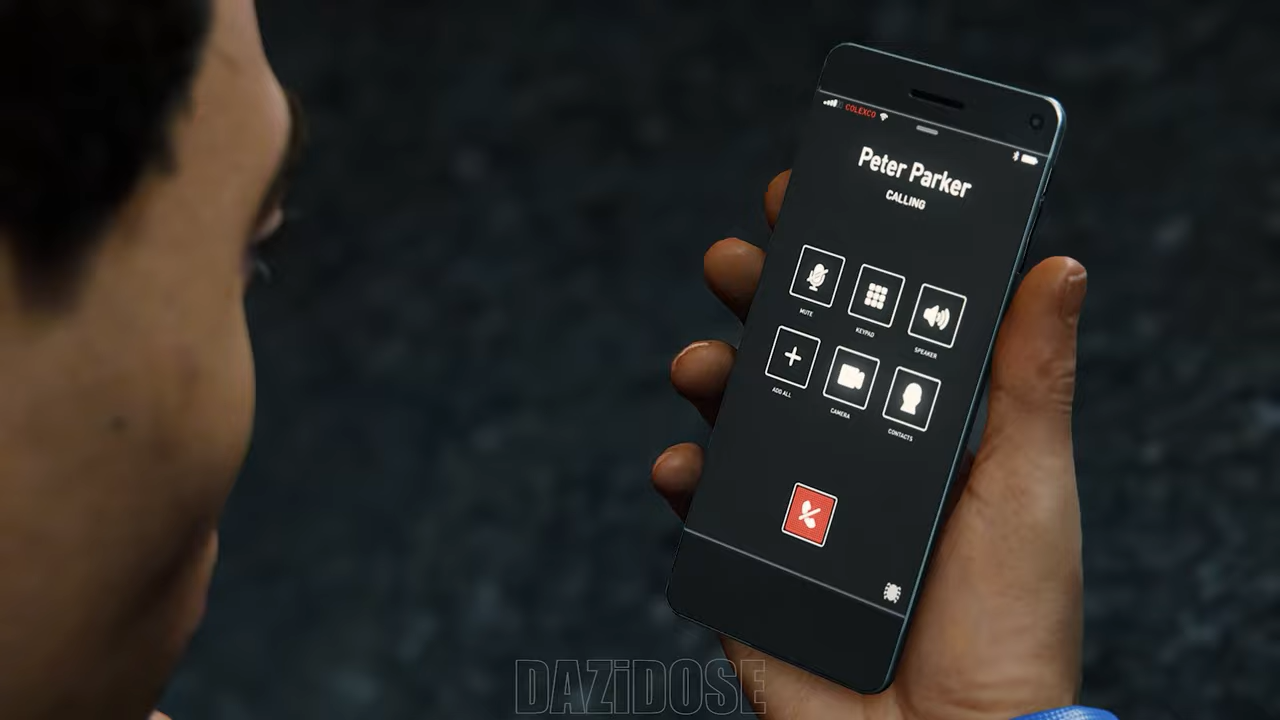 COLEXCO
Peter Parker
CALLING
MUTE
KEYPAD
SPEAKER
ADD ALL
CAMERA
CONTACTS
DAZiDOSE